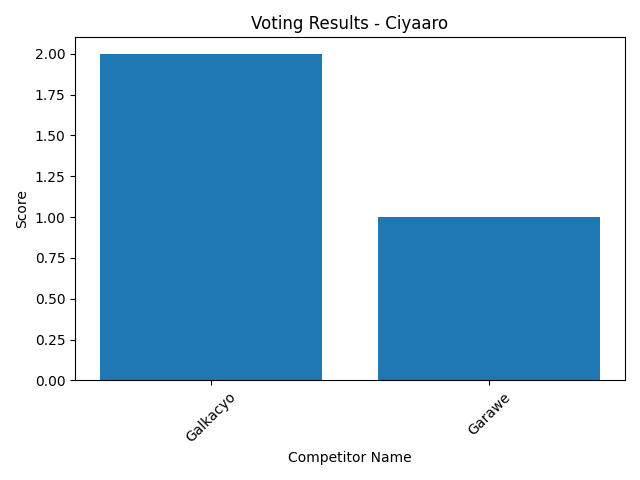 Voting Results - Ciyaaro
2.00
1.75
1.50
1.25
1.00
0.75
0.50
0.25
0.00
Score
Galkacyo
Garawe
Competitor Name